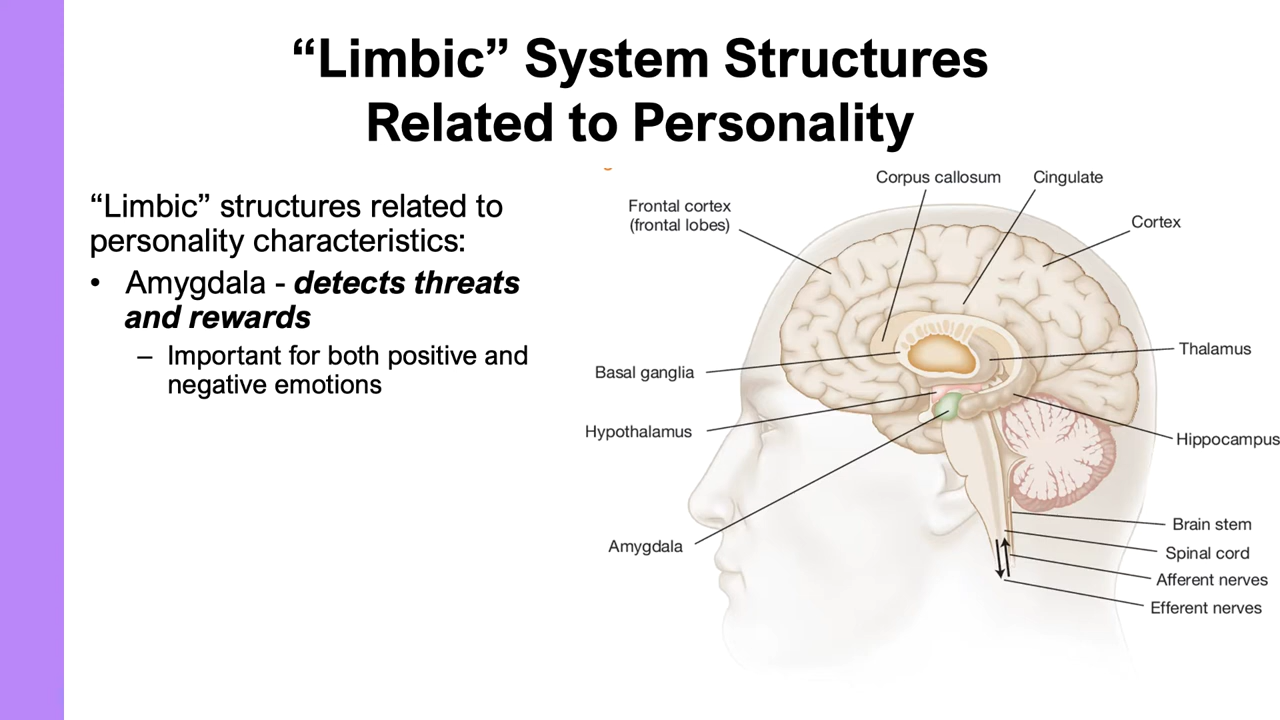 “Limbic” System Structures
Related to Personality
“Limbic” structures related to
personality characteristics:
• Amygdala - detects threats
and rewards
– Important for both positive and
negative emotions
Corpus callosum
Cingulate
Frontal cortex
(frontal lobes)
Cortex
Thalamus
Basal ganglia
Hypothalamus
Hippocampus
Amygdala
Brain stem
Spinal cord
Afferent nerves
Efferent nerves